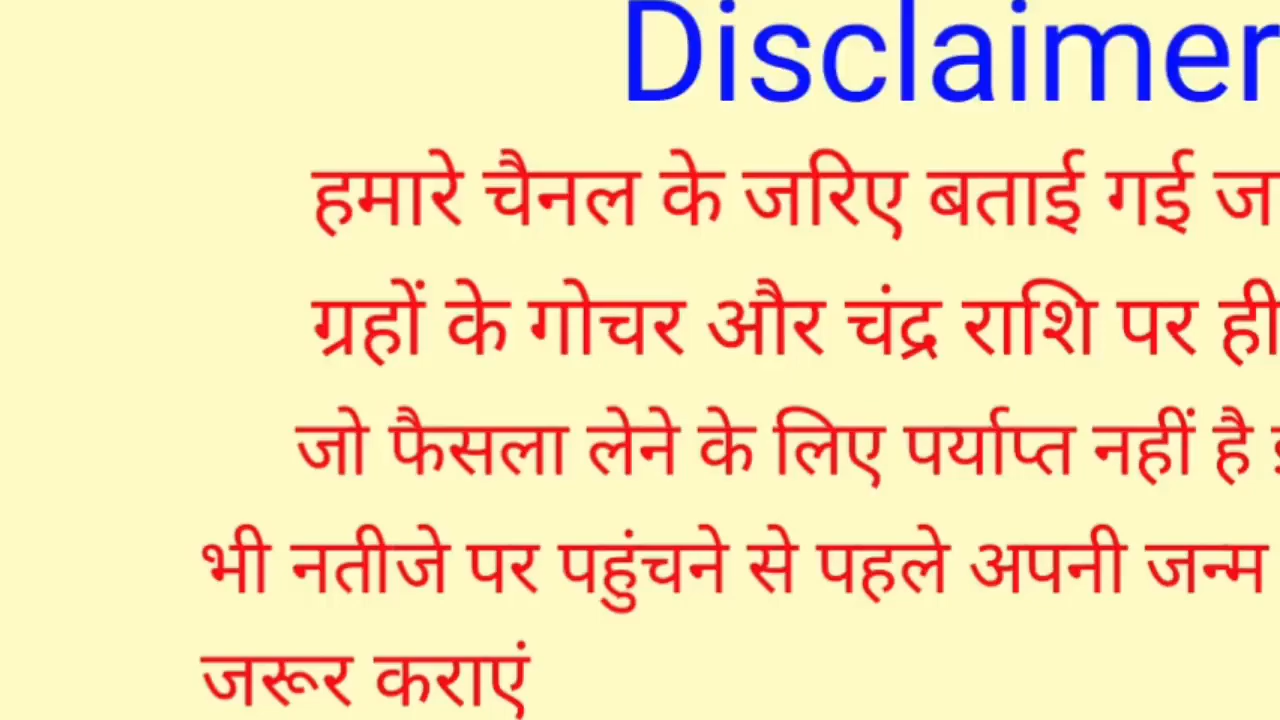 Disclaimer
हमारे चैनल के जरिए बताई गई
ग्रहों के गोचर और चंद्र राशि पर ही
जो फैसला लेने के लिए पर्याप्त नहीं है
भी नतीजे पर पहुंचने से पहले अपनी जन्म
जरूर कराएं